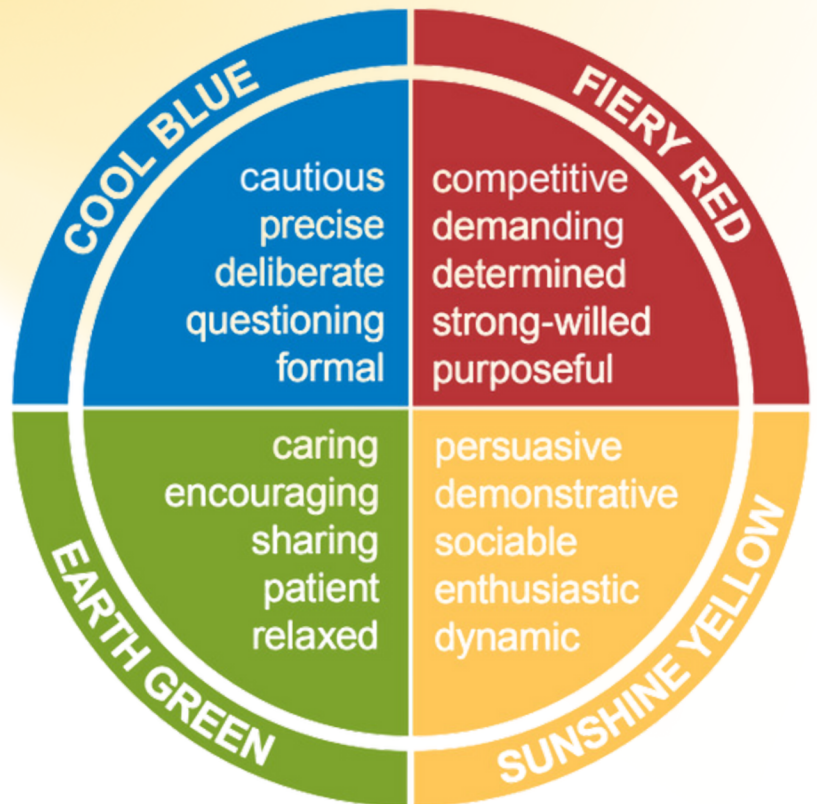 COOL BLUE
cautious
precise
deliberate
questioning
formal
FIERY RED
competitive
demanding
determined
strong-willed
purposeful
EARTH GREEN
caring
encouraging
sharing
patient
relaxed
SUNSHINE YELLOW
persuasive
demonstrative
sociable
enthusiastic
dynamic